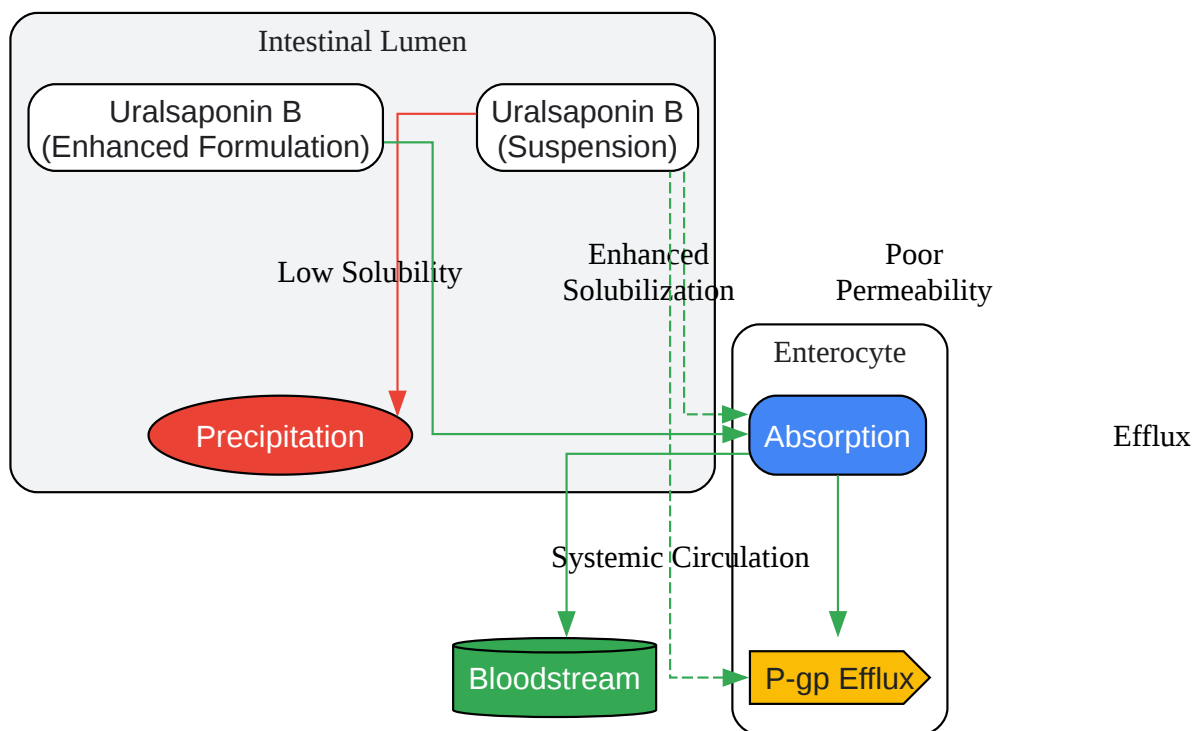 Intestinal Lumen
Uralsaponin B
(Enhanced Formulation)
Uralsaponin B
(Suspension)
Low Solubility
Enhanced
Solubilization
Poor
Permeability
Enterocyte
Precipitation
Absorption
Efflux
Systemic Circulation
Bloodstream
P-gp Efflux